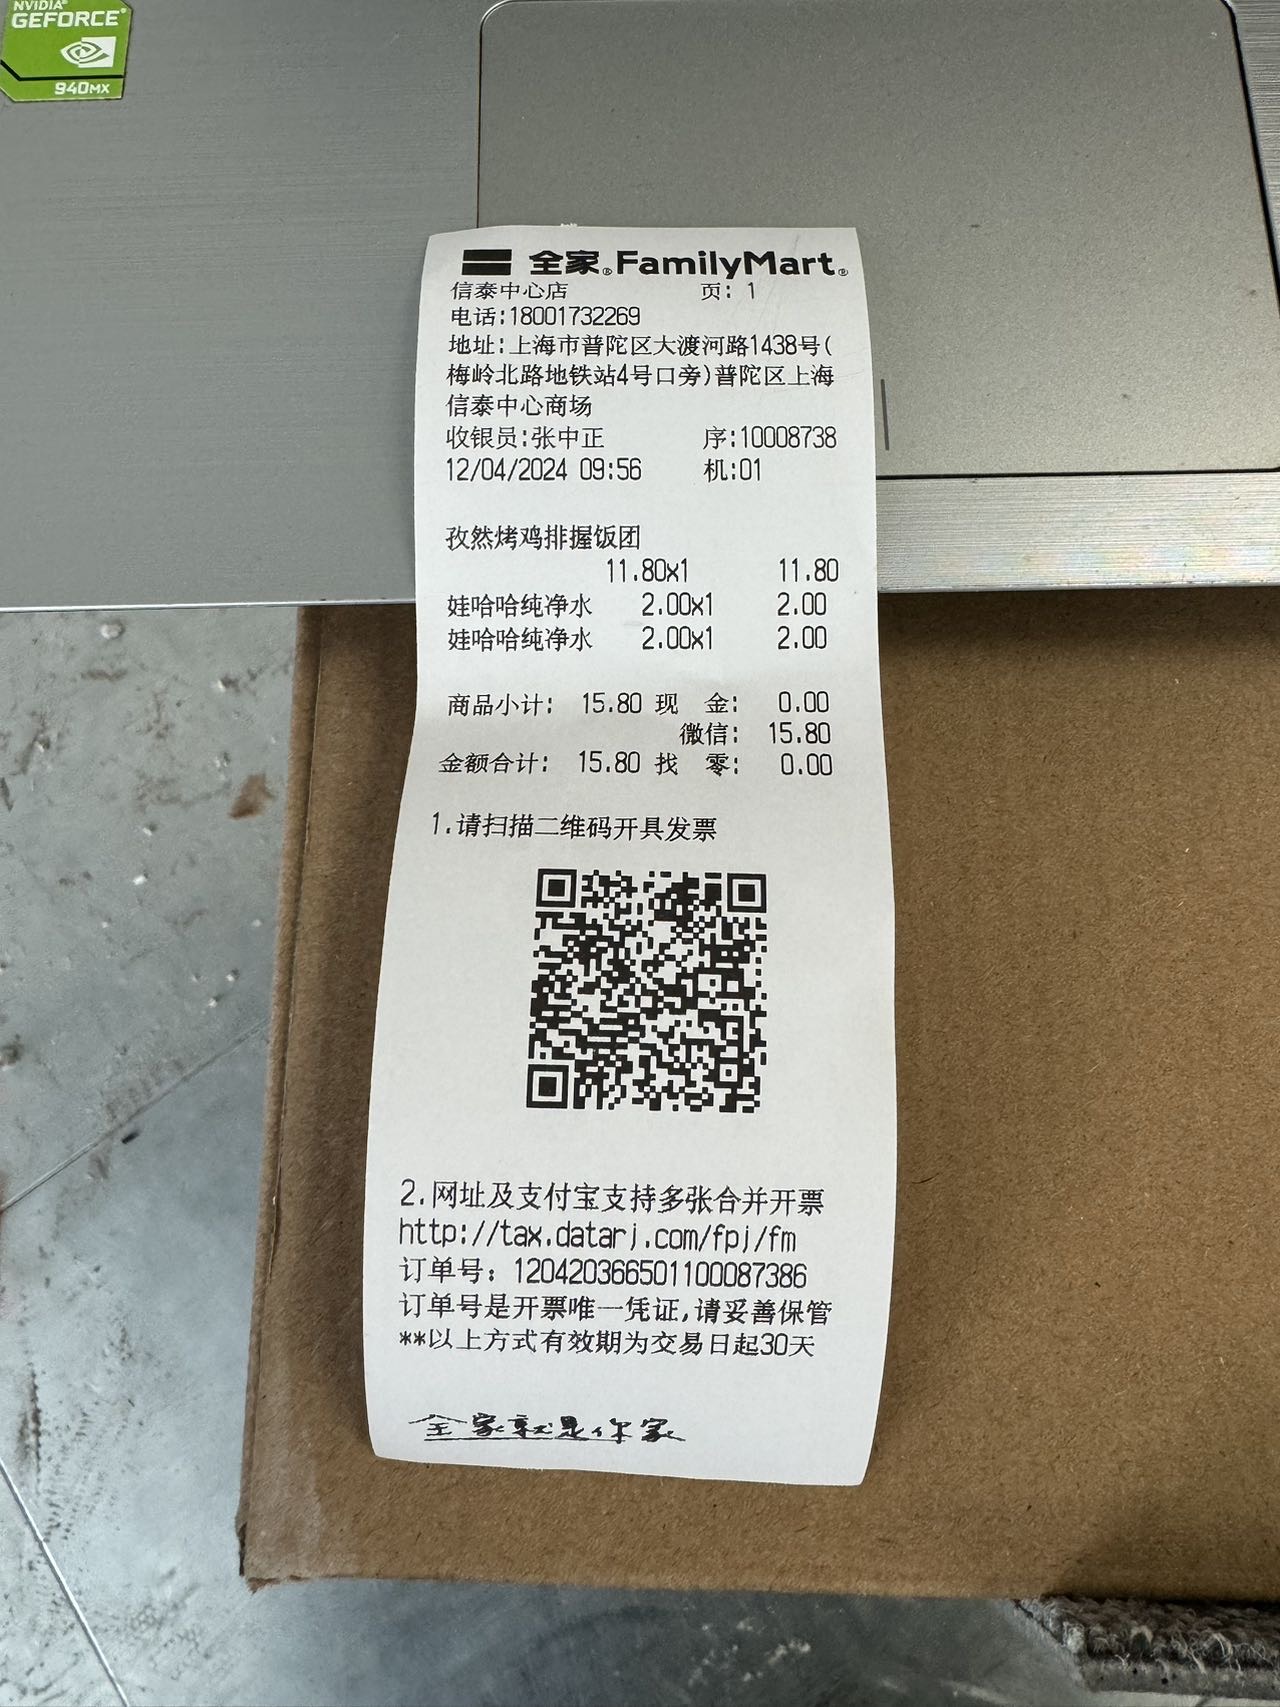 NVIDIA®
GEFORCE®
940MX
全家®FamilyMart®
信泰中心店 页: 1
电话:18001732269
地址:上海市普陀区大渡河路1438号(
梅岭北路地铁站4号口旁)普陀区上海
信泰中心商场
收银员:张中正 序:10008738
12/04/2024 09:56 机:01
孜然烤鸡排握饭团
11.80x1 11.80
娃哈哈纯净水 2.00x1 2.00
娃哈哈纯净水 2.00x1 2.00
商品小计: 15.80 现 金: 0.00
微信: 15.80
金额合计: 15.80 找 零: 0.00
1.请扫描二维码开具发票
2.网址及支付宝支持多张合并开票
http://tax.datarj.com/fpj/fm
订单号: 120420366501100087386
订单号是开票唯一凭证,请妥善保管
**以上方式有效期为交易日起30天
全家就是你家